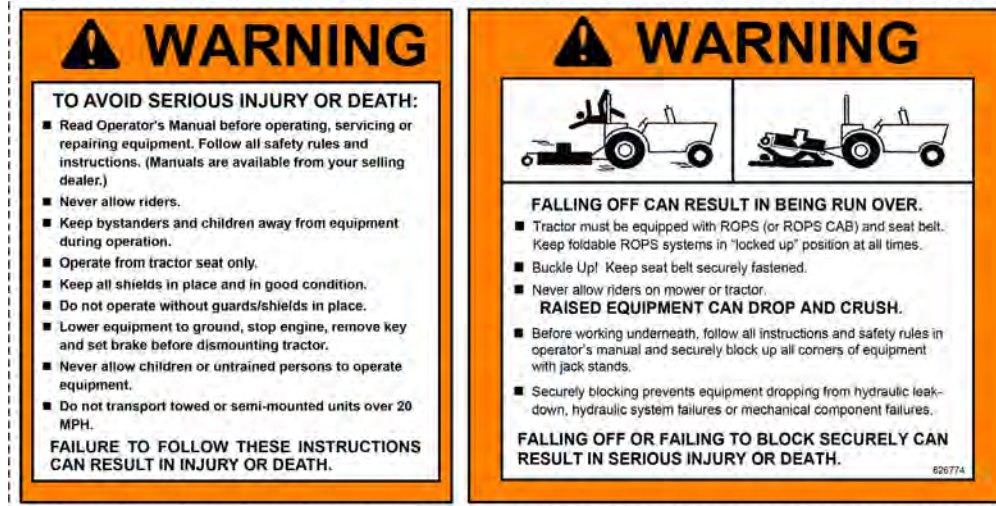 WARNING
TO AVOID SERIOUS INJURY OR DEATH:
■ Read Operator's Manual before operating, servicing or
repairing equipment. Follow all safety rules and
instructions. (Manuals are available from your selling
dealer.)
■ Never allow riders.
■ Keep bystanders and children away from equipment
during operation.
■ Operate from tractor seat only.
■ Keep all shields in place and in good condition.
■ Do not operate without guards/shields in place.
■ Lower equipment to ground, stop engine, remove key
and set brake before dismounting tractor.
■ Never allow children or untrained persons to operate
equipment.
■ Do not transport towed or semi-mounted units over 20
MPH.
FAILURE TO FOLLOW THESE INSTRUCTIONS
CAN RESULT IN INJURY OR DEATH.
WARNING
FALLING OFF CAN RESULT IN BEING RUN OVER.
■ Tractor must be equipped with ROPS (or ROPS CAB) and seat belt.
Keep foldable ROPS systems in "locked up" position at all times.
■ Buckle Up! Keep seat belt securely fastened.
■ Never allow riders on mower or tractor.
RAISED EQUIPMENT CAN DROP AND CRUSH.
■ Before working underneath, follow all instructions and safety rules in
operator's manual and securely block up all corners of equipment
with jack stands.
■ Securely blocking prevents equipment dropping from hydraulic leak-
down, hydraulic system failures or mechanical component failures.
FALLING OFF OR FAILING TO BLOCK SECURELY CAN
RESULT IN SERIOUS INJURY OR DEATH.
626774